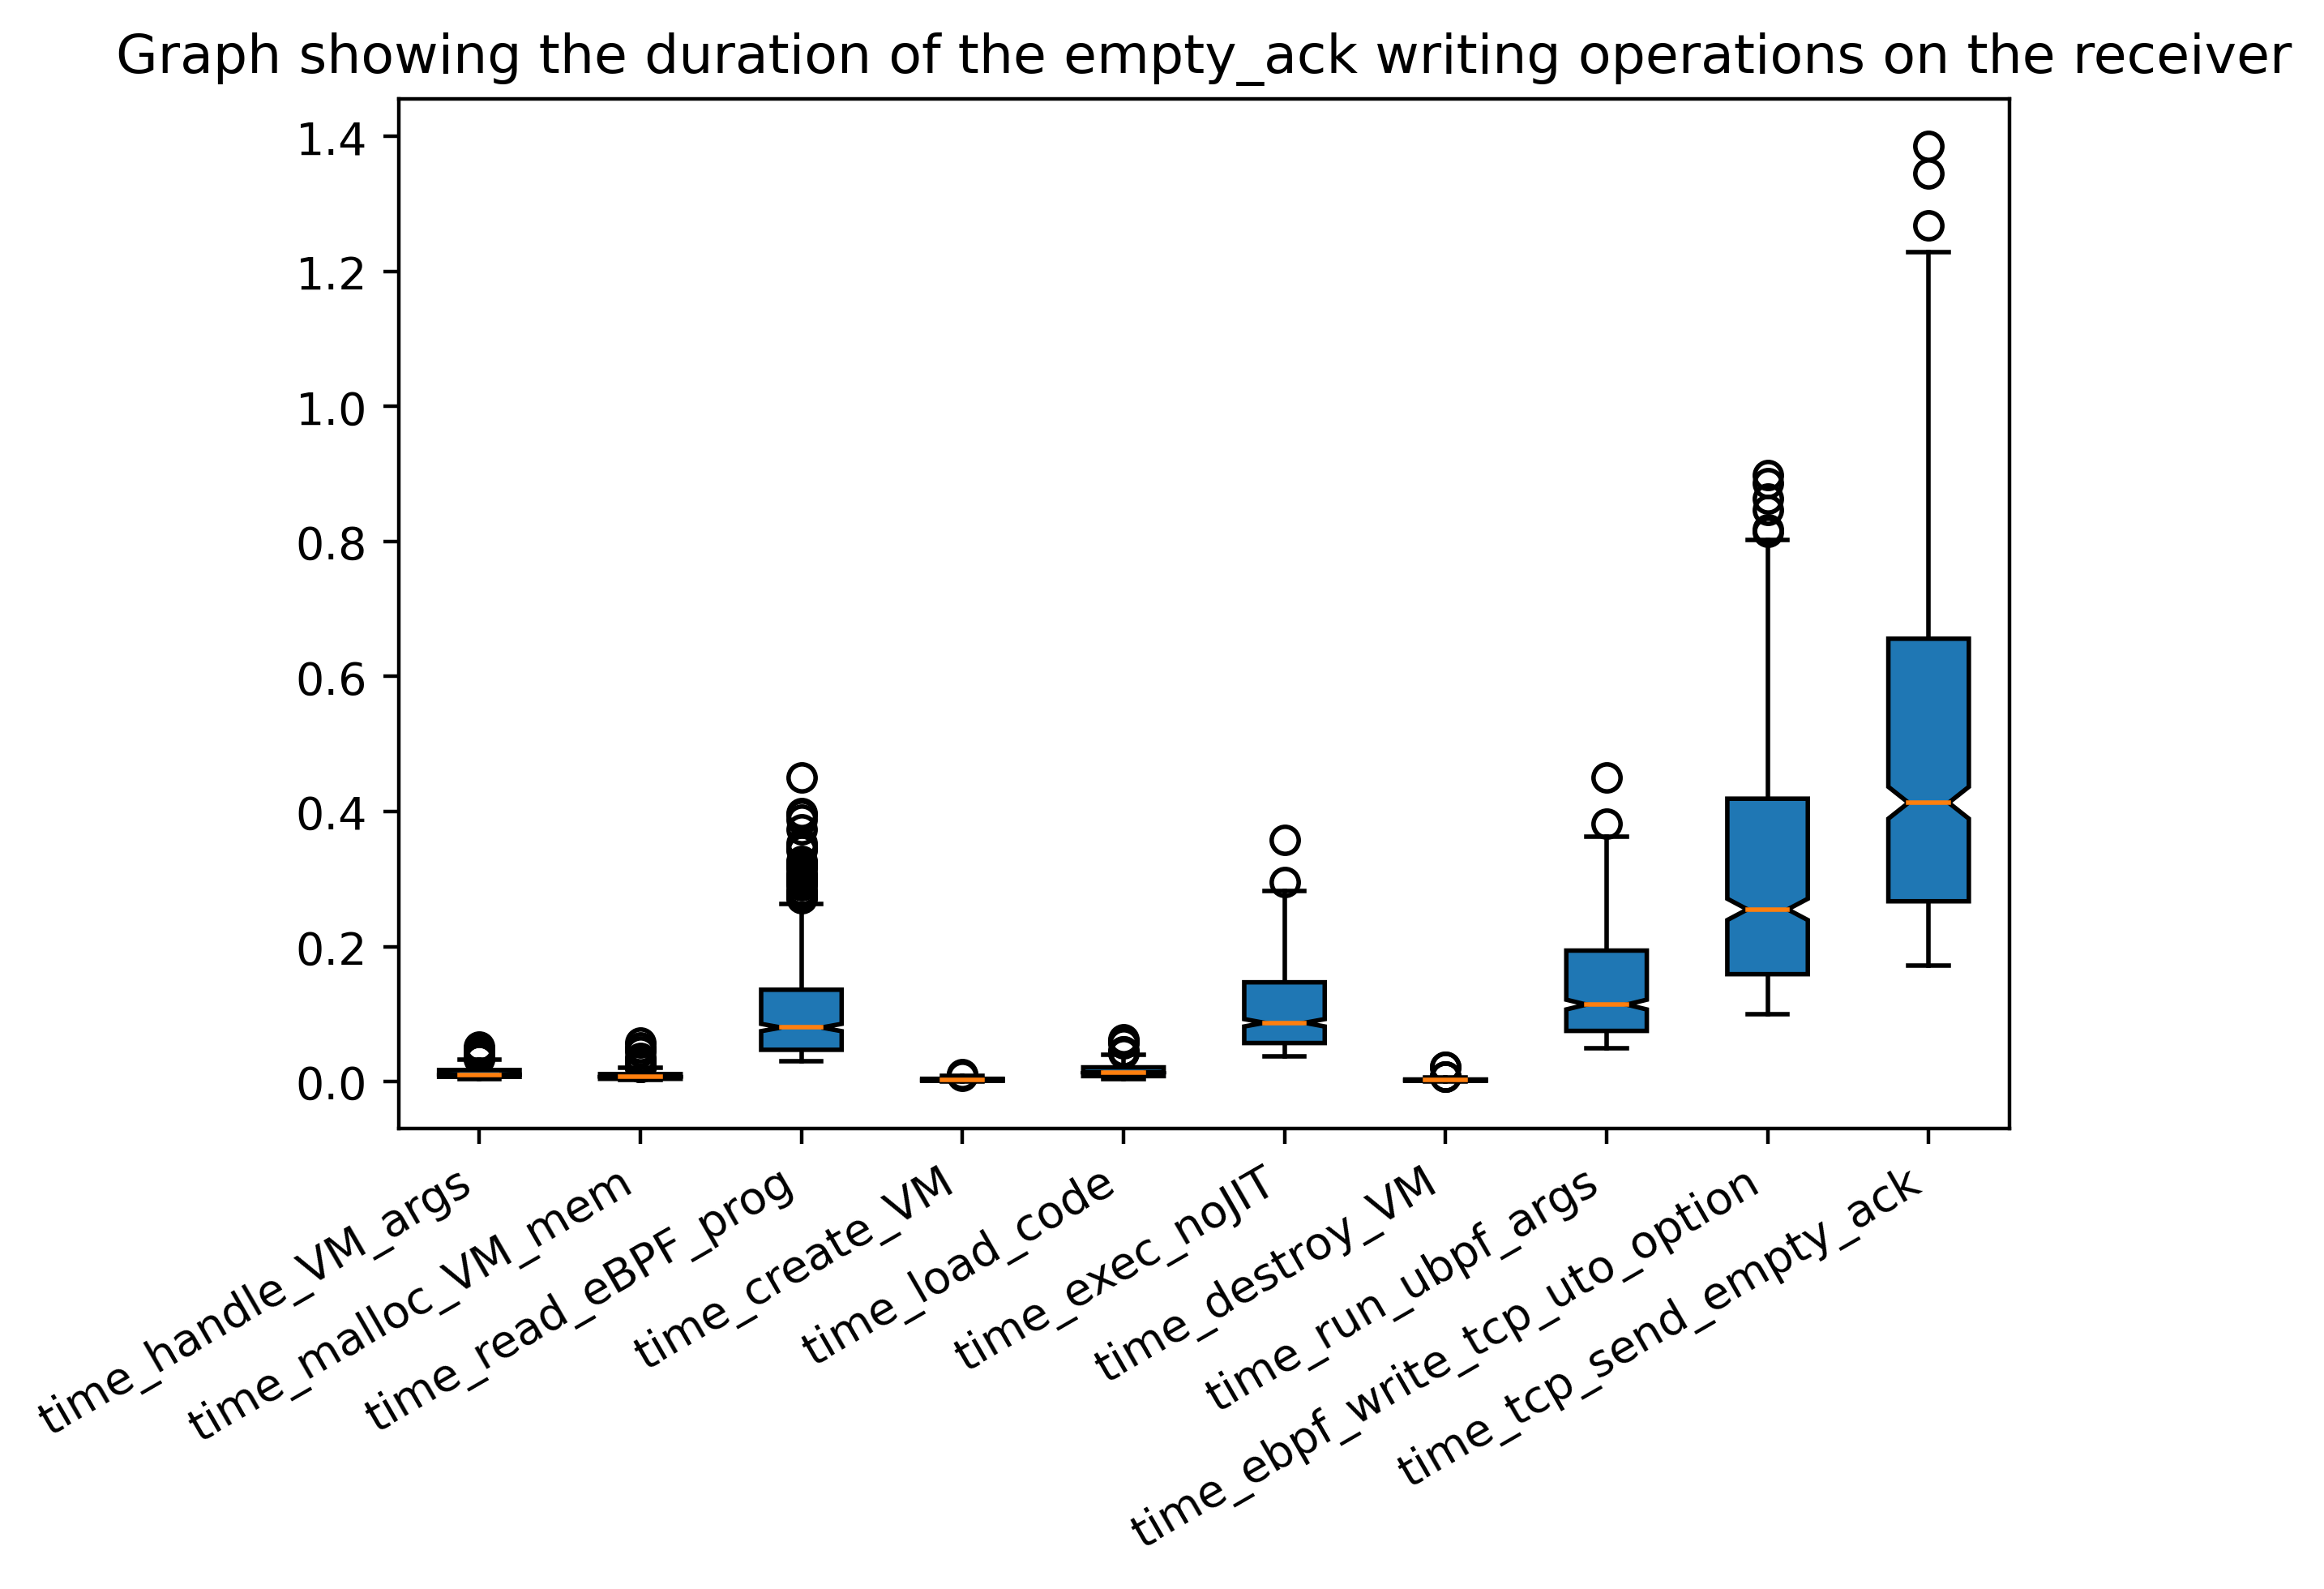 Graph showing the duration of the empty_ack writing operations on the receiver
1.4
1.2
1.0
0.8
0.6
0.4
0.2
0.0
time_handle_VM_args
time_malloc_VM_mem
time_read_eBPF_prog
time_create_VM
time_load_code
time_exec_noJIT
time_destroy_VM
time_run_ubpf_args
time_ebpf_write_tcp_uto_option
time_tcp_send_empty_ack